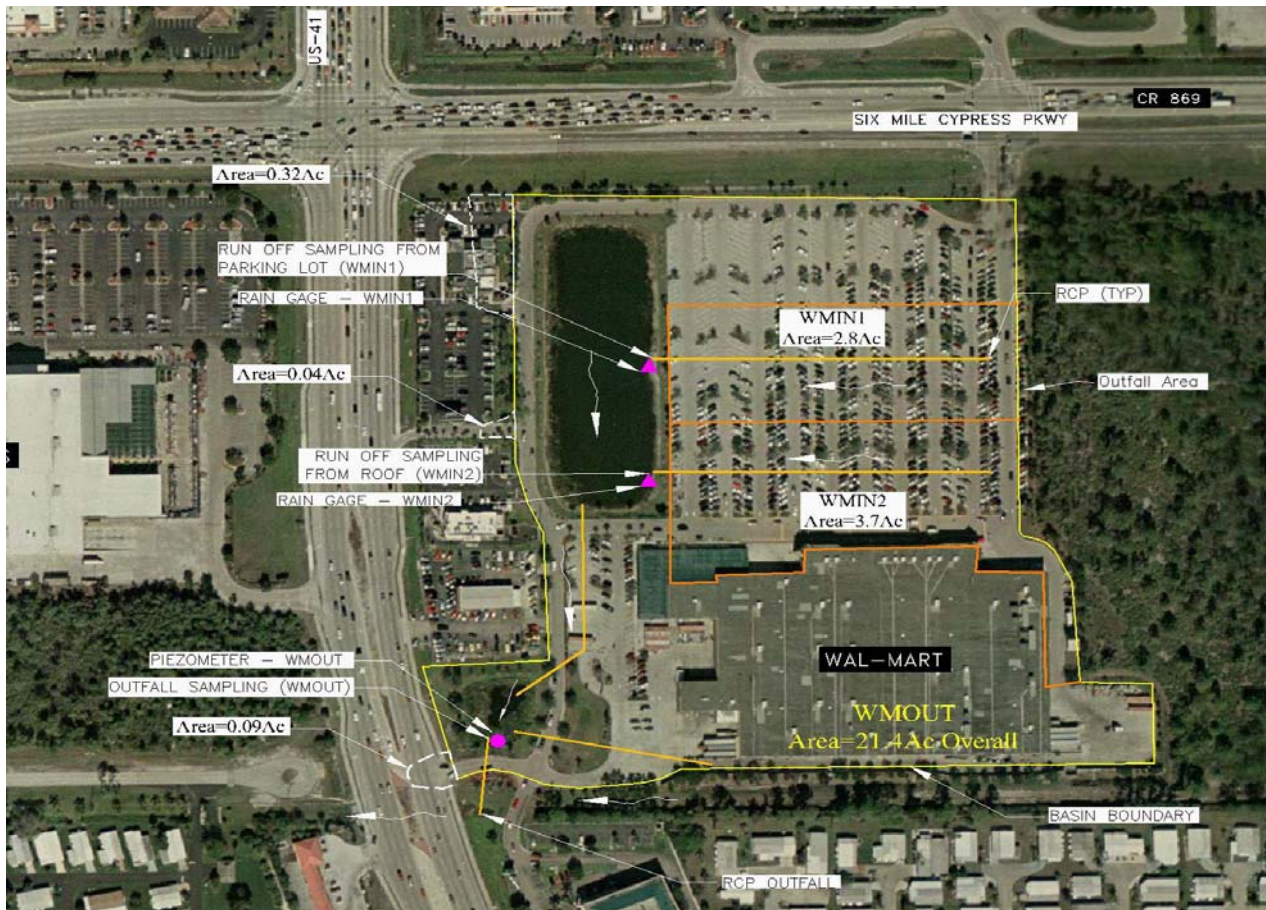 US-41
CR 869
SIX MILE CYPRESS PKWY
Area=0.32Ac
RUN OFF SAMPLING FROM
PARKING LOT (WMIN1)
RAIN GAGE - WMIN1
RCP (TYP)
WMIN1
Area=2.8Ac
Area=0.04Ac
Outfall Area
RUN OFF SAMPLING
FROM ROOF (WMIN2)
RAIN GAGE - WMIN2
WMIN2
Area=3.7Ac
S
PIEZOMETER - WMOUT
WAL-MART
OUTFALL SAMPLING (WMOUT)
Area=0.09Ac
WMOUT
Area=21.4Ac Overall
BASIN BOUNDARY
RCP OUTFALL